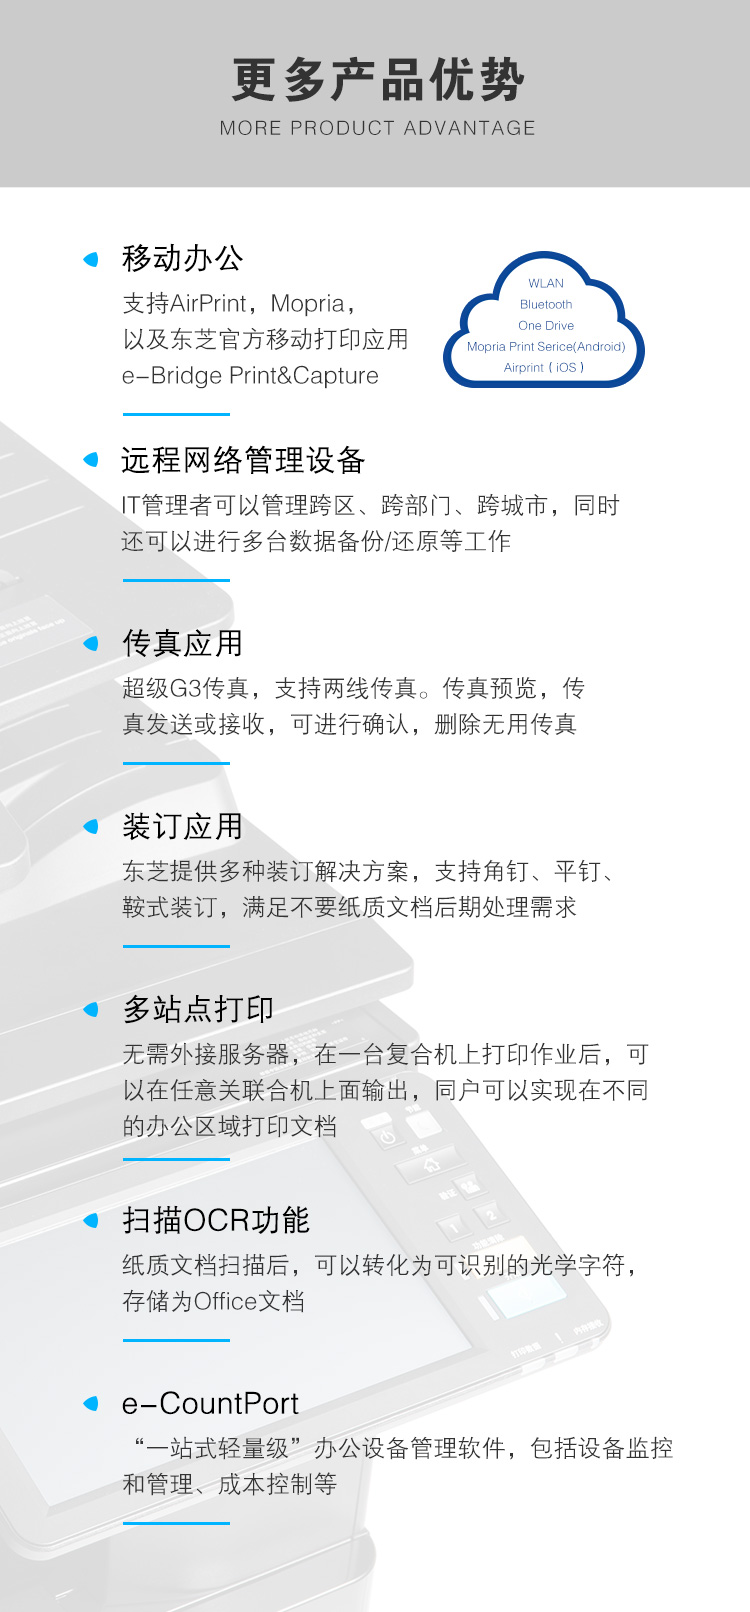 更多产品优势
MORE PRODUCT ADVANTAGE
移动办公
支持AirPrint，Mopria，
以及东芝官方移动打印应用
e-Bridge Print&Capture
WLAN
Bluetooth
One Drive
Mopria Print Serice(Android)
Airprint（iOS）
远程网络管理设备
IT管理者可以管理跨区、跨部门、跨城市，同时
还可以进行多台数据备份/还原等工作
传真应用
超级G3传真，支持两线传真。传真预览，传
真发送或接收，可进行确认，删除无用传真
装订应用
东芝提供多种装订解决方案，支持角钉、平钉、
鞍式装订，满足不要纸质文档后期处理需求
多站点打印
无需外接服务器，在一台复合机上打印作业后，可
以在任意关联合机上面输出，同户可以实现在不同
的办公区域打印文档
扫描OCR功能
纸质文档扫描后，可以转化为可识别的光学字符，
存储为Office文档
e-CountPort
“一站式轻量级”办公设备管理软件，包括设备监控
和管理、成本控制等
1
2